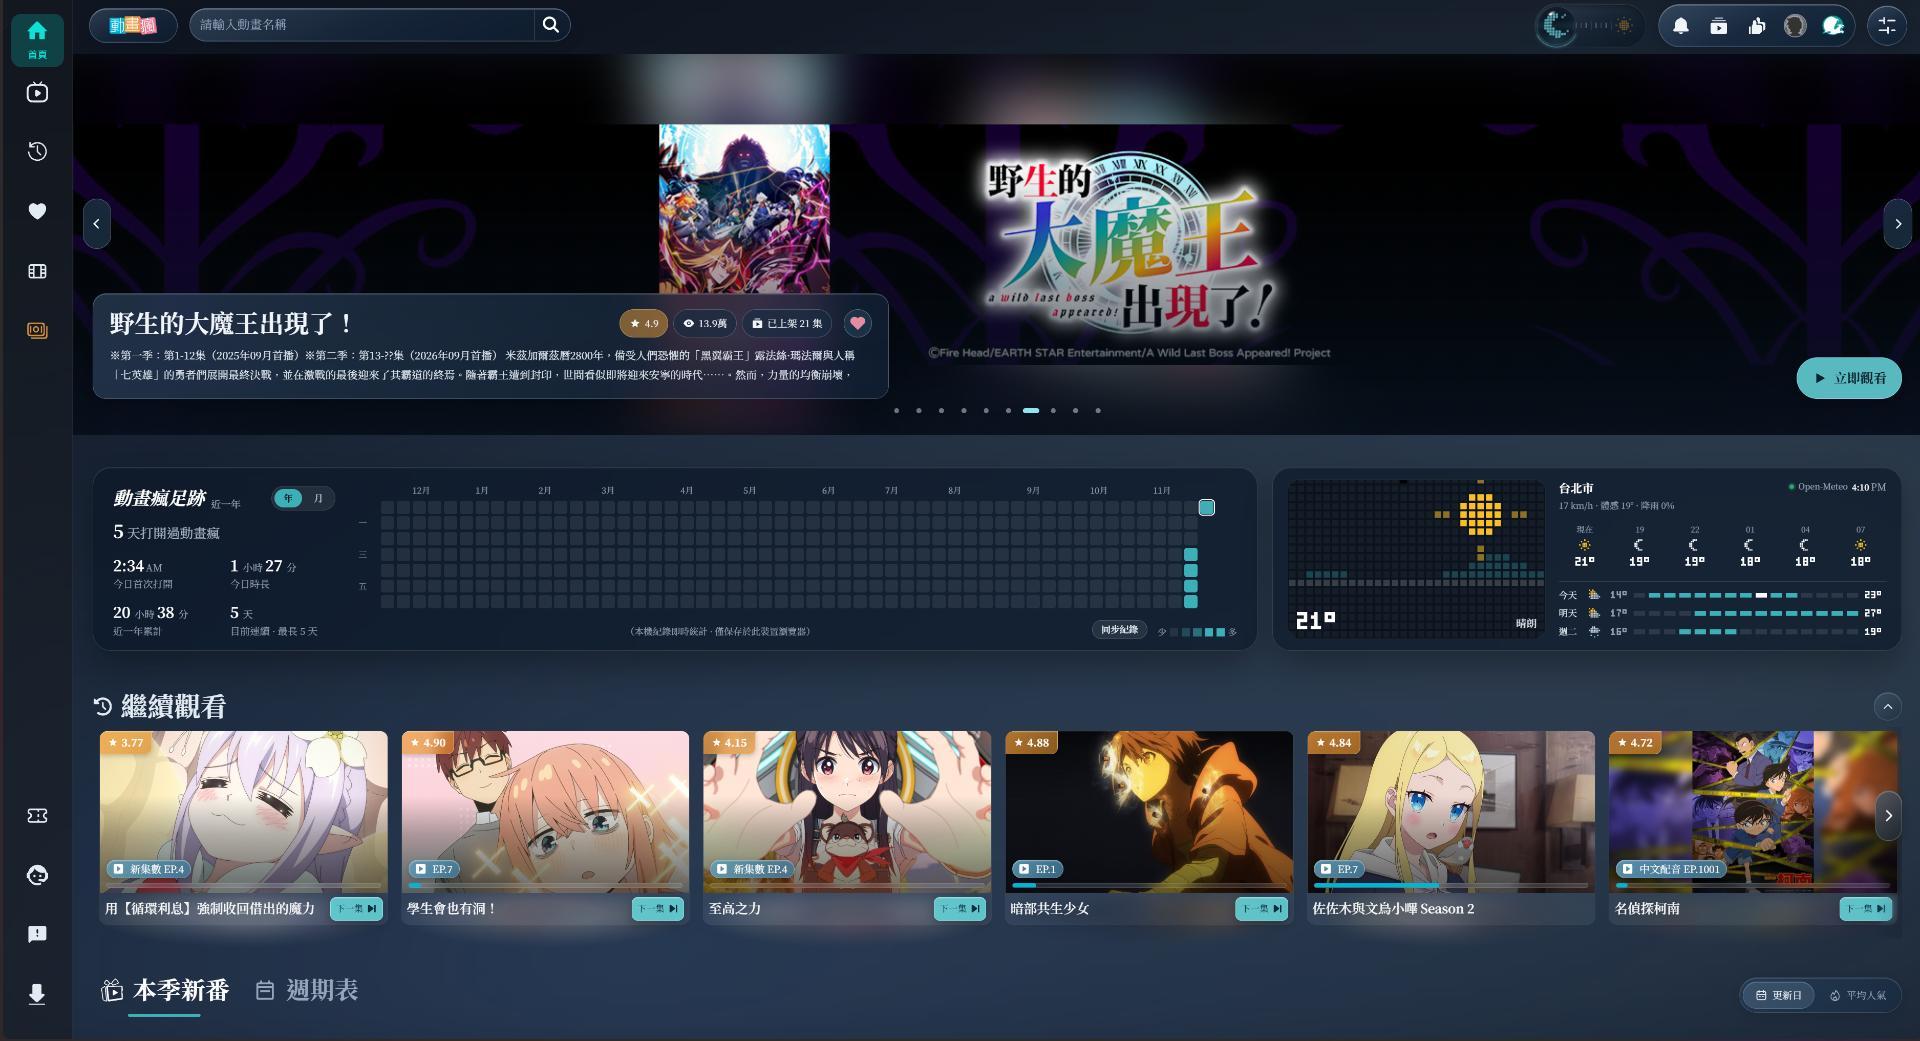 動畫瘋
請輸入動畫名稱
首頁
野生的
大魔王
a wild last boss
appeared!
出現了!
©Fire Head/EARTH STAR Entertainment/A Wild Last Boss Appeared! Project
野生的大魔王出現了！
4.9
13.9萬
已上架 21 集
※第一季：第1-12集（2025年09月首播）※第二季：第13-??集（2026年09月首播） 米茲加爾茲曆2800年，備受人們恐懼的「黑翼霸王」露法絲·瑪法爾與人稱
「七英雄」的勇者們展開最終決戰，並在激戰的最後迎來了其霸道的終焉。隨著霸王遭到封印，世間看似即將迎來安寧的時代……。然而，力量的均衡崩壞，
立即觀看
動畫瘋足跡 近一年
年 月
5 天打開過動畫瘋
2:34 AM
今日首次打開
1 小時 27 分
今日時長
20 小時 38 分
近一年累計
5 天
目前連續 · 最長 5 天
12月 1月 2月 3月 4月 5月 6月 7月 8月 9月 10月 11月
一
三
五
（本機紀錄即時統計 · 僅保存於此裝置瀏覽器）
同步紀錄
少
多
21°
晴朗
台北市
Open-Meteo 4:10 PM
17 km/h · 體感 19° · 降雨 0%
現在 19 22 01 04 07
21° 19° 19° 18° 18° 18°
今天 14° 23°
明天 17° 27°
週二 16° 19°
繼續觀看
3.77
新集數 EP.4
用【循環利息】強制收回借出的魔力
下一集
4.90
EP.7
學生會也有洞！
下一集
4.15
新集數 EP.4
至高之力
下一集
4.88
EP.1
暗部共生少女
下一集
4.84
EP.7
佐佐木與文鳥小嗶 Season 2
下一集
4.72
中文配音 EP.1001
名偵探柯南
下一集
本季新番
週期表
更新日
平均人氣